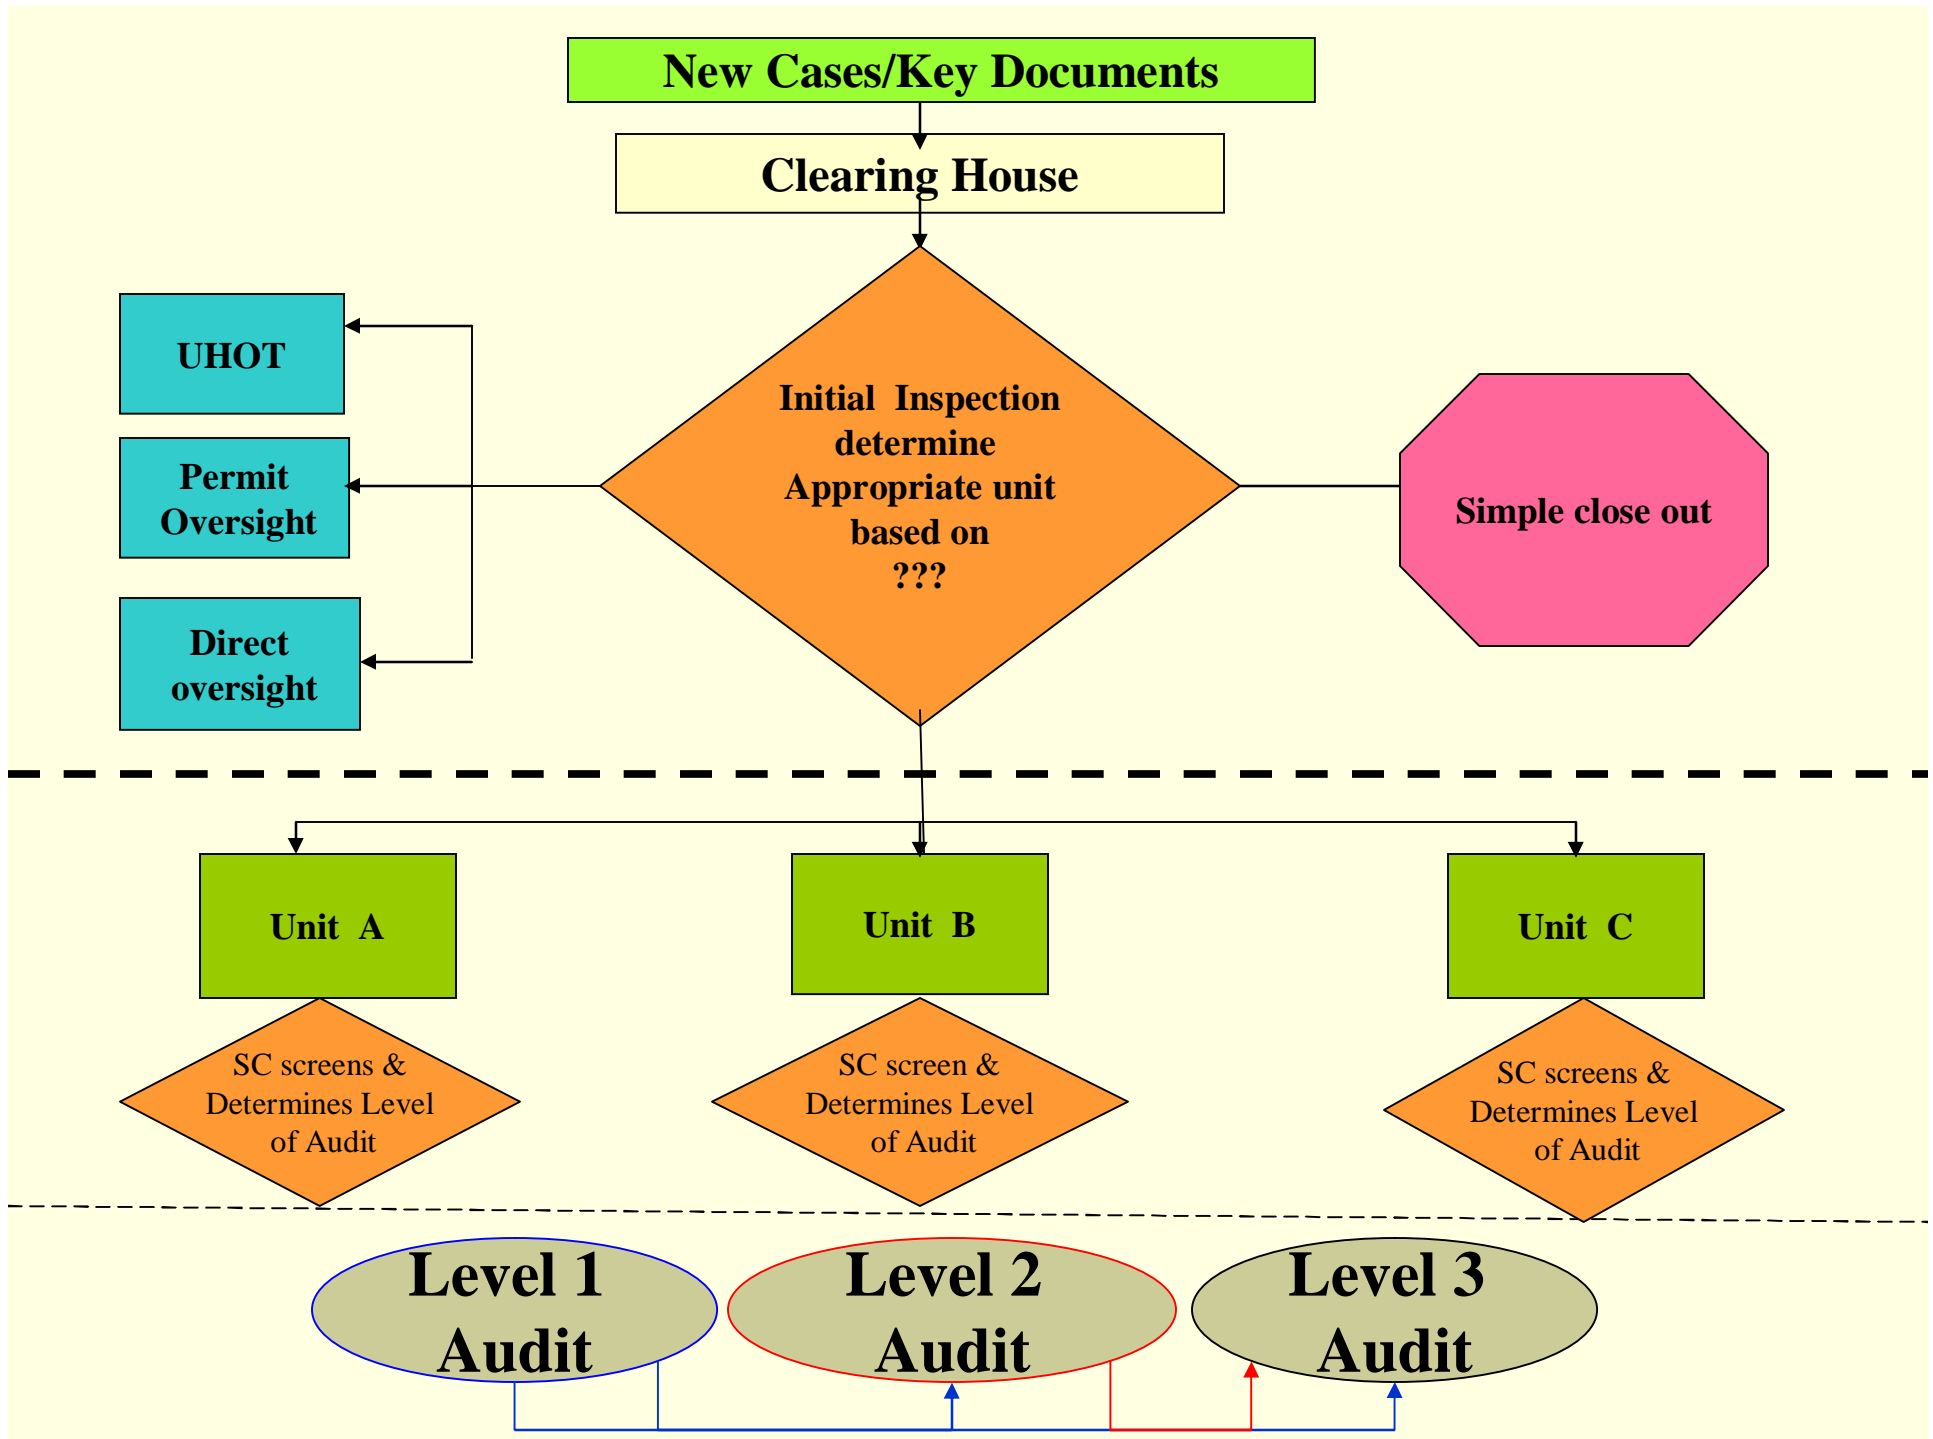 New Cases/Key Documents
Clearing House
UHOT
Permit
Oversight
Direct
oversight
Initial  Inspection
determine
Appropriate unit
based on
???
Simple close out
Unit  A
Unit  B
Unit  C
SC screens &
Determines Level
of Audit
SC screen &
Determines Level
of Audit
SC screens &
Determines Level
of Audit
Level 1
Audit
Level 2
Audit
Level 3
Audit